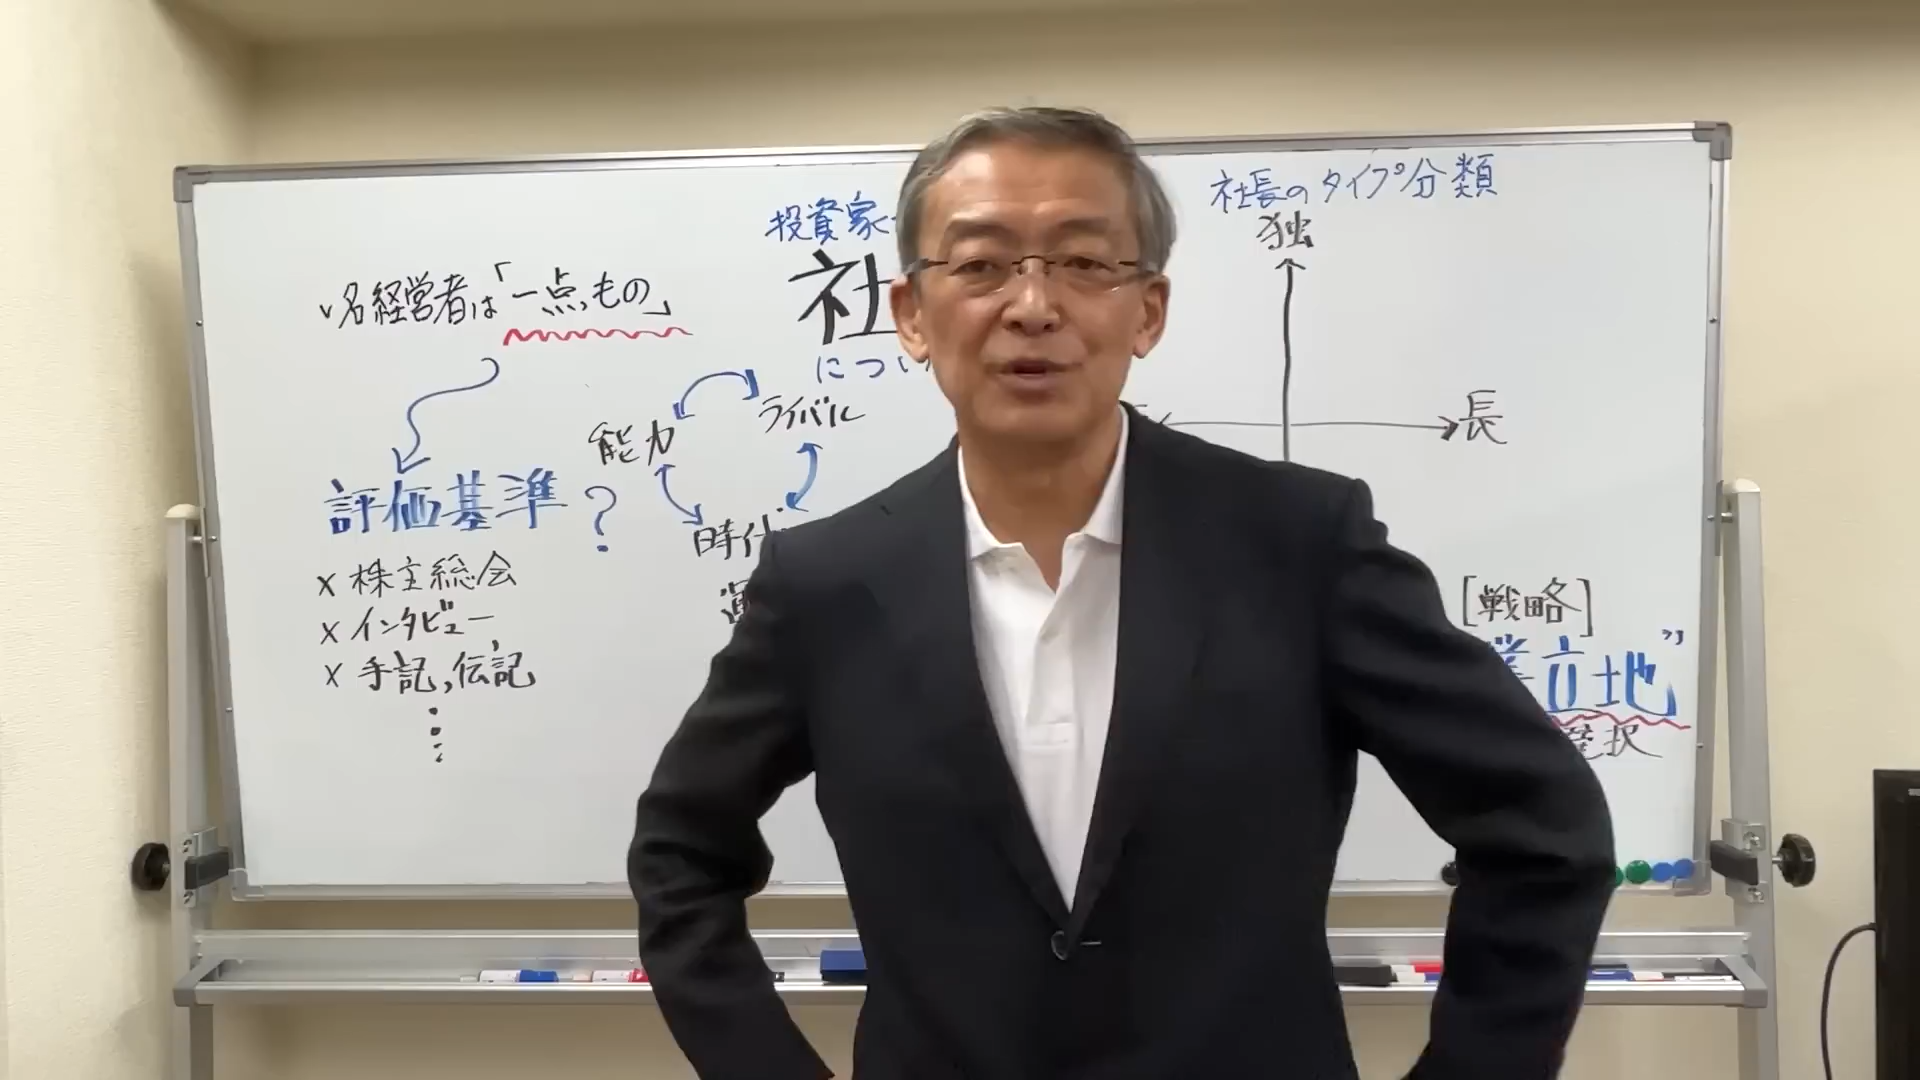 投資家
社
につい
✓名経営者は「一点もの」
評価基準?
x 株主総会
x インタビュー
x 手記,伝記
⋮
能力
ライバル
時代
社長のタイプ分類
独
長
[戦略]
立地”
選択